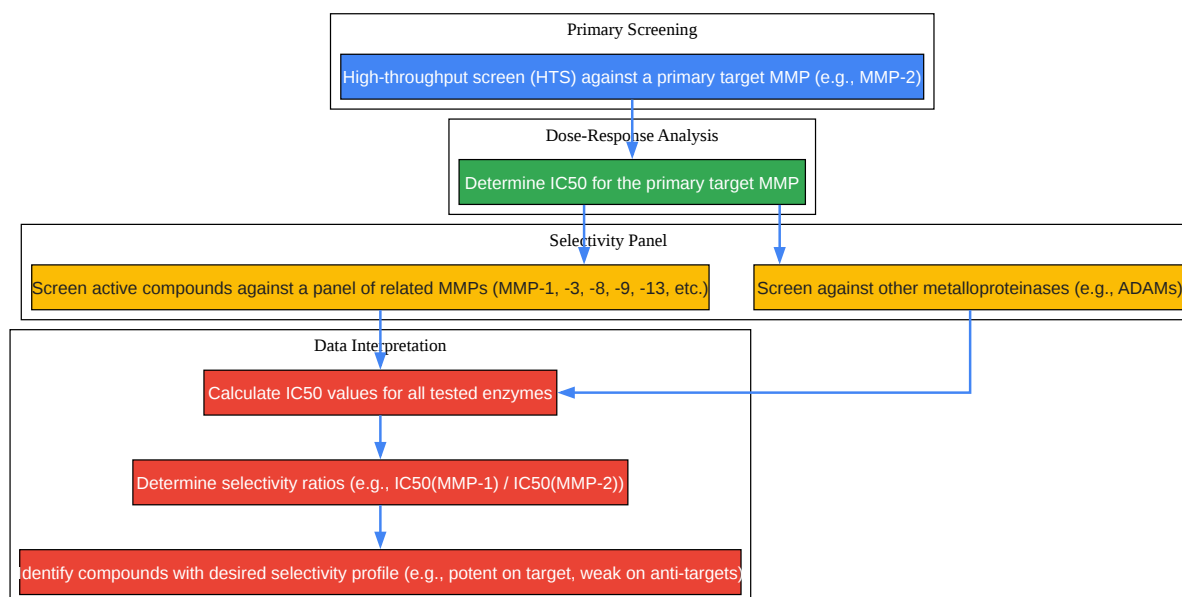 Primary Screening
High-throughput screen (HTS) against a primary target MMP (e.g., MMP-2)
Dose-Response Analysis
Determine IC50 for the primary target MMP
Selectivity Panel
Screen active compounds against a panel of related MMPs (MMP-1, -3, -8, -9, -13, etc.)
Screen against other metalloproteinases (e.g., ADAMs)
Data Interpretation
Calculate IC50 values for all tested enzymes
Determine selectivity ratios (e.g., IC50(MMP-1) / IC50(MMP-2))
Identify compounds with desired selectivity profile (e.g., potent on target, weak on anti-targets)